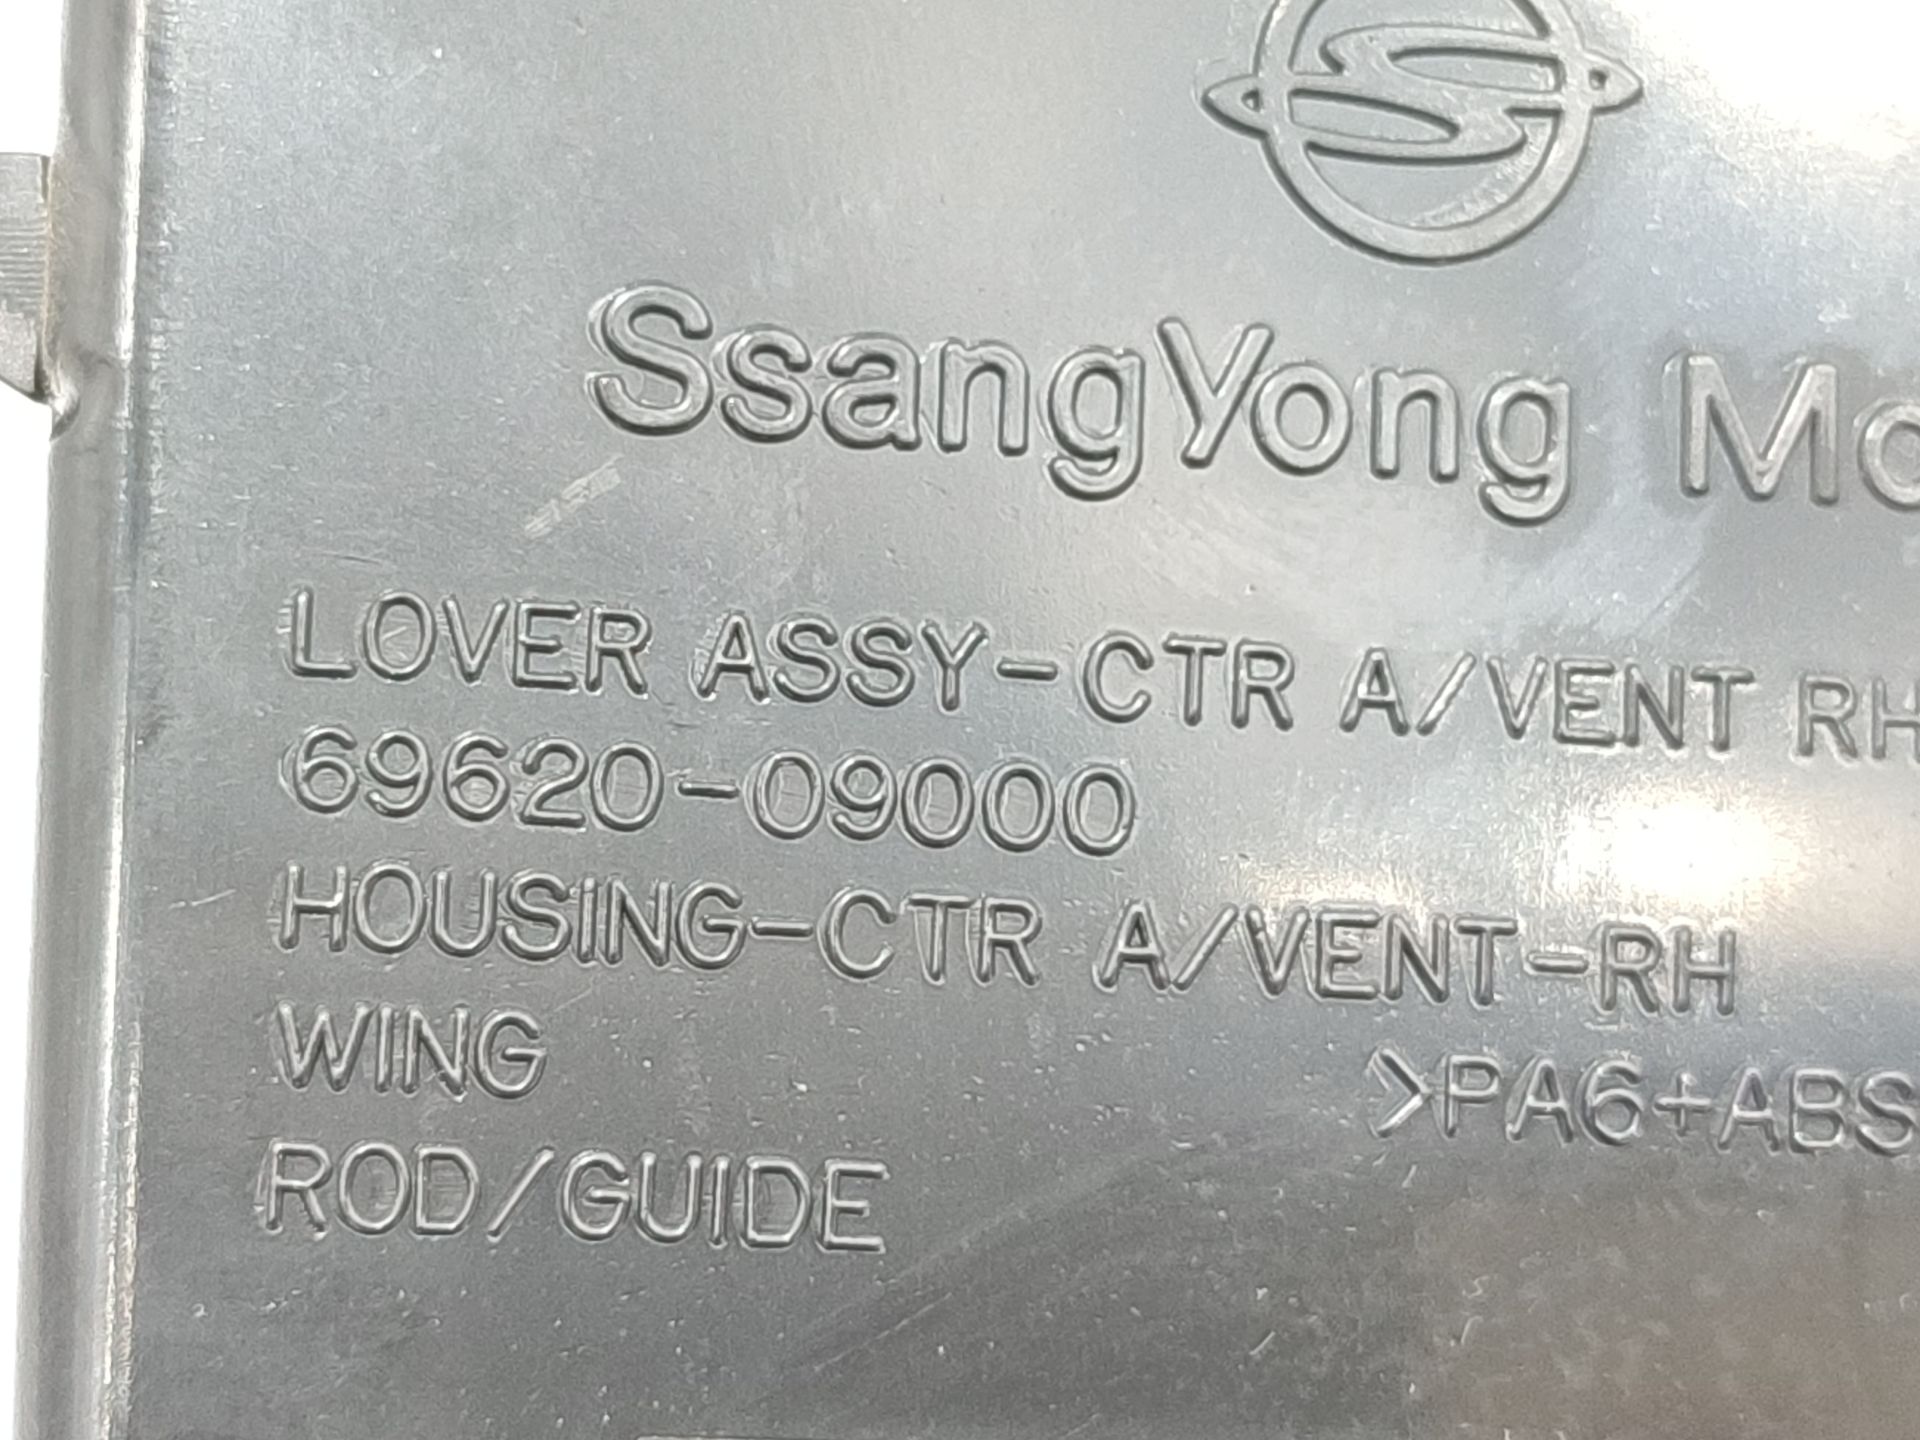 SsangYong Mo
LOVER ASSY-CTR A/VENT RH
69620-09000
HOUSING-CTR A/VENT-RH
WING
>PA6+ABS
ROD/GUIDE